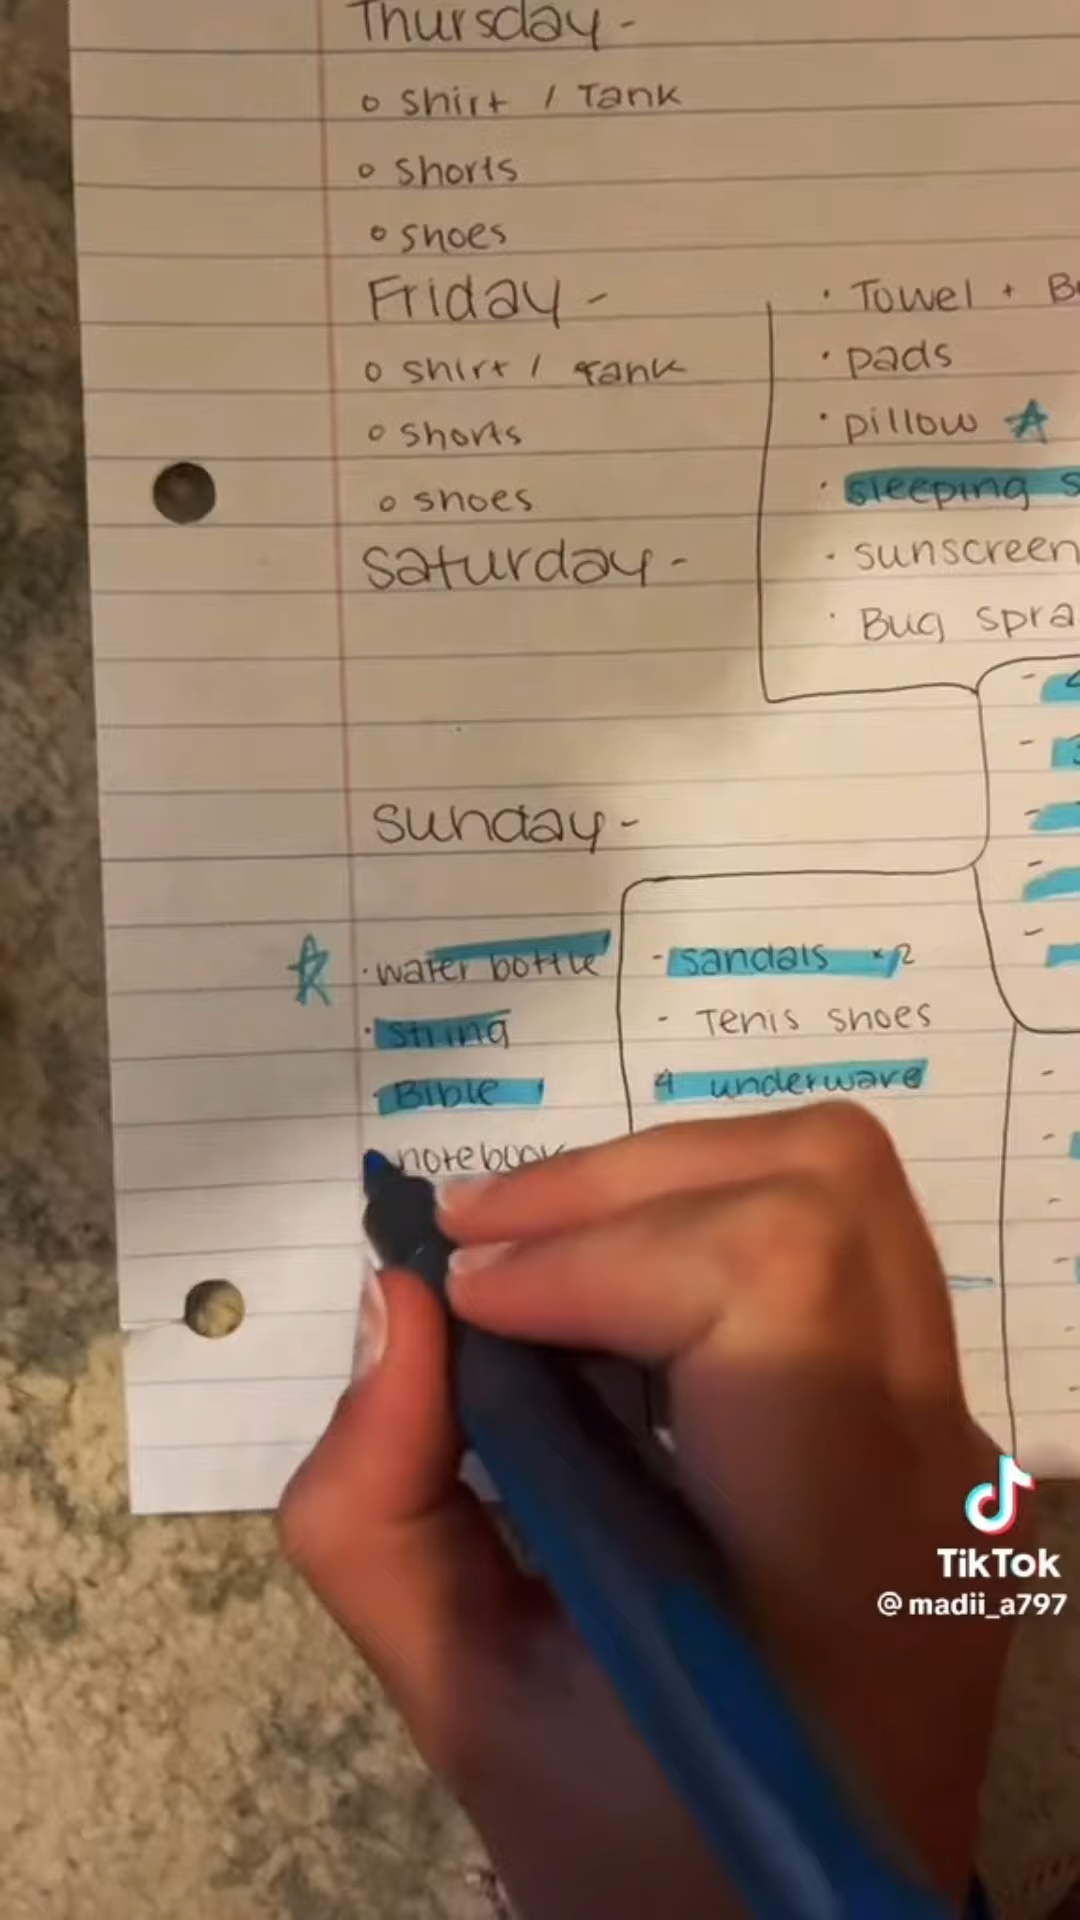 Thursday -
o shirt / Tank
o shorts
o shoes
Friday -
o shirt / Tank
o shorts
o shoes
Saturday -
Sunday -
· Towel +
· pads
· pillow
· sleeping
· sunscreen
· Bug
· water bottle
· String
· Bible
notebook
- sandals x2
- Tenis shoes
4 underware
TikTok
@madii_a797